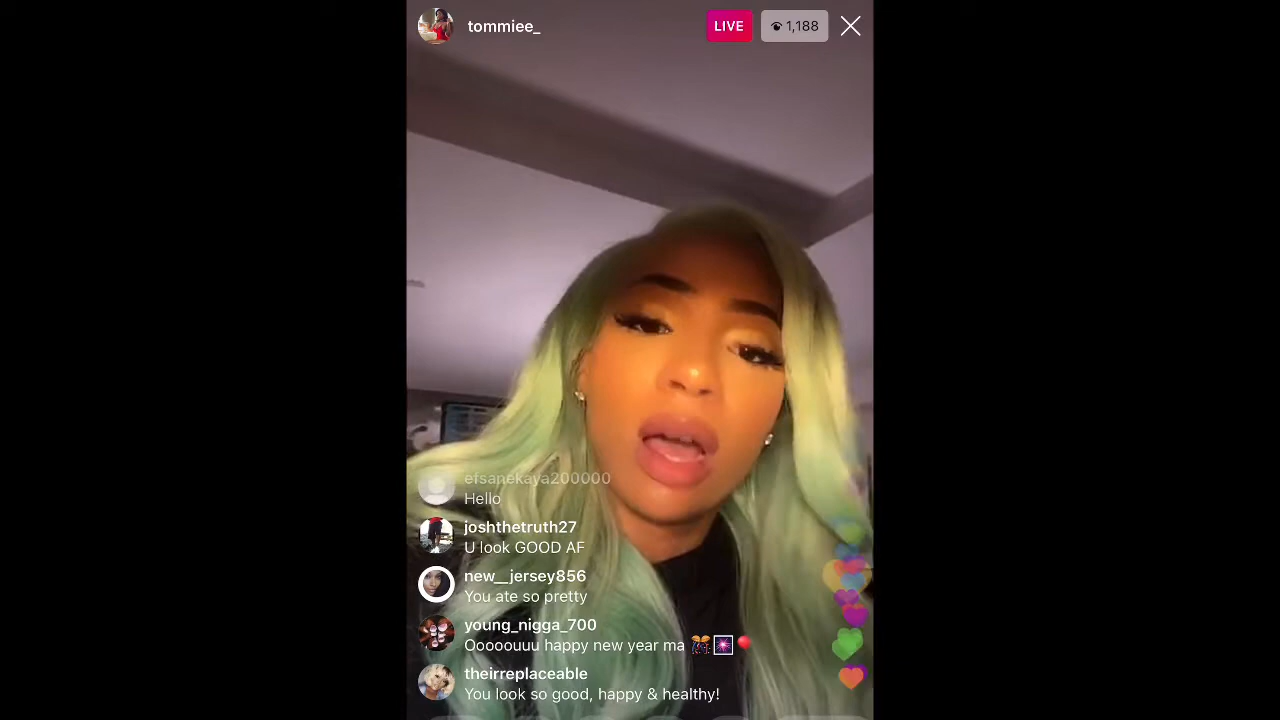 tommiee_
LIVE
1,188
efsanekaya200000
Hello
joshthetruth27
U look GOOD AF
new__jersey856
You ate so pretty
young_nigga_700
Ooooouuu happy new year ma 🎊🎆🎈
theirreplaceable
You look so good, happy & healthy!